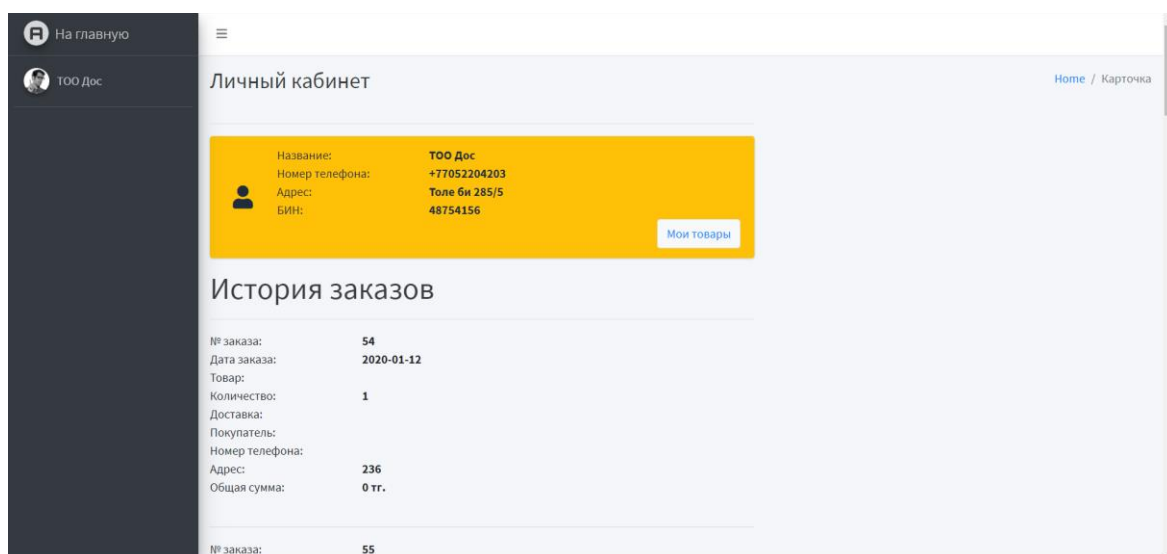 На главную
ТОО Дос
Личный кабинет
Home / Карточка
Название: ТОО Дос
Номер телефона: +77052204203
Адрес: Толе би 285/5
БИН: 48754156
Мои товары
История заказов
№ заказа: 54
Дата заказа: 2020-01-12
Товар:
Количество: 1
Доставка:
Покупатель:
Номер телефона:
Адрес: 236
Общая сумма: 0 тг.
№ заказа: 55